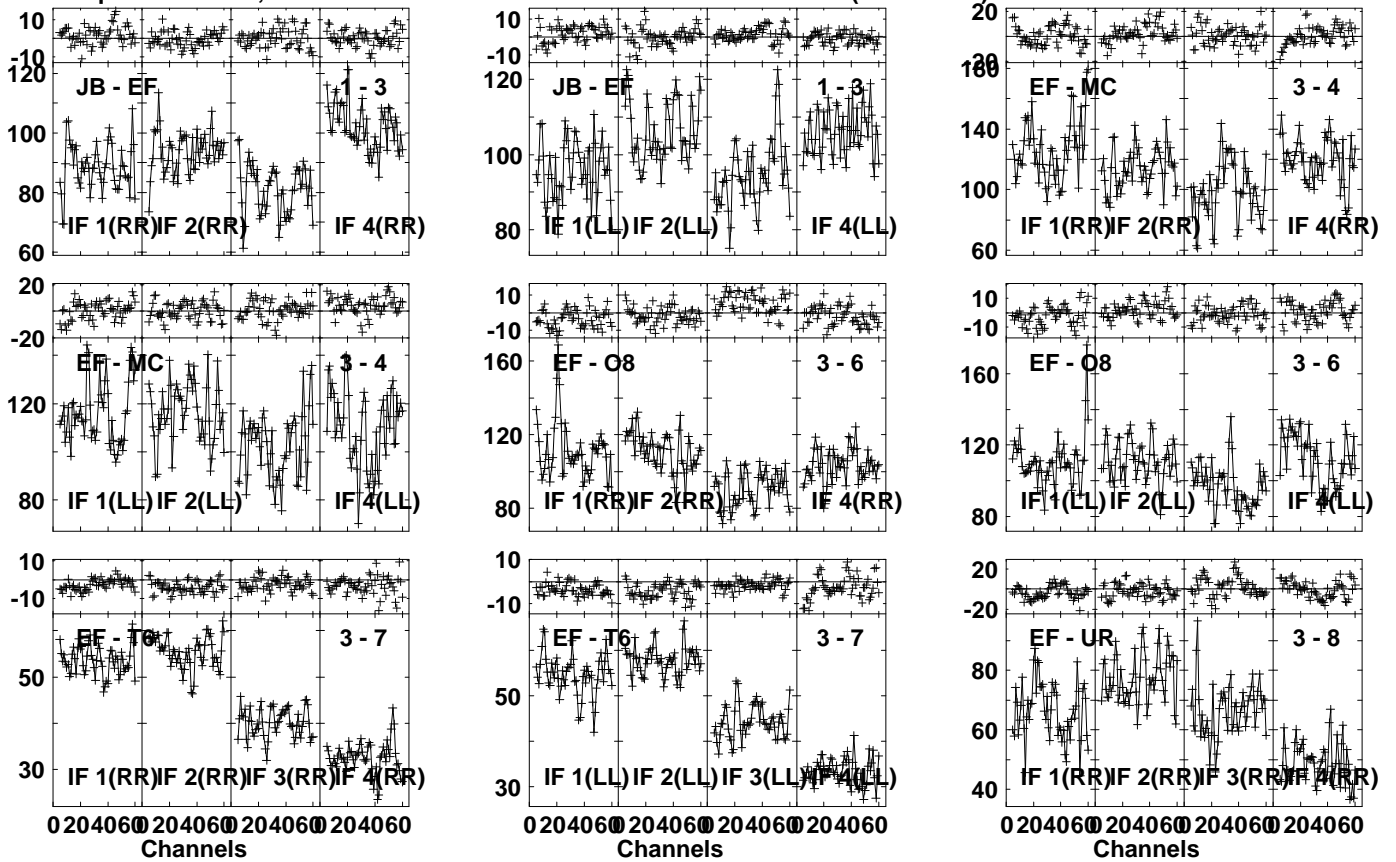 10 10 20
-10 -10 -20
120 JB - EF 1 - 3 120 JB - EF 1 - 3 180 EF - MC 3 - 4
100 100 140
80 80 100
60 60
IF 1(RR) IF 2(RR) IF 4(RR) IF 1(LL) IF 2(LL) IF 4(LL) IF 1(RR) IF 2(RR) IF 4(RR)
20 10 10
-20 -10 -10
EF - MC 3 - 4 160 EF - O8 3 - 6 160 EF - O8 3 - 6
120 120 120
80 80 80
IF 1(LL) IF 2(LL) IF 4(LL) IF 1(RR) IF 2(RR) IF 4(RR) IF 1(LL) IF 2(LL) IF 4(LL)
10 10 20
-10 -10 -20
EF - T6 3 - 7 EF - T6 3 - 7 EF - UR 3 - 8
50 50 80
30 30 60
40
IF 1(RR) IF 2(RR) IF 3(RR) IF 4(RR) IF 1(LL) IF 2(LL) IF 3(LL) IF 4(LL) IF 1(RR) IF 2(RR) IF 3(RR) IF 4(RR)
0 20 40 60 0 20 40 60 0 20 40 60 0 20 40 60 0 20 40 60 0 20 40 60 0 20 40 60 0 20 40 60 0 20 40 60 0 20 40 60 0 20 40 60 0 20 40 60
Channels Channels Channels